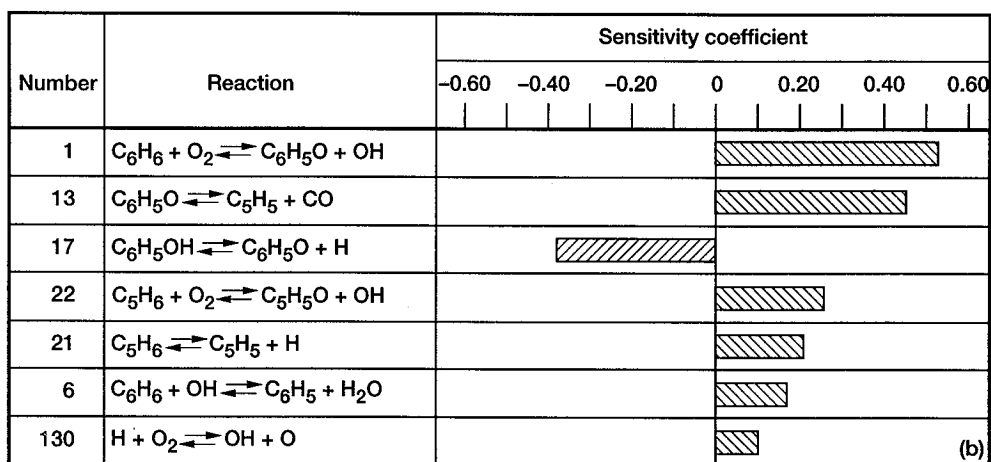 Sensitivity coefficient
Number Reaction −0.60 −0.40 −0.20 0 0.20 0.40 0.60
1 C₆H₆ + O₂ ⇄ C₆H₅O + OH
13 C₆H₅O ⇄ C₅H₅ + CO
17 C₆H₅OH ⇄ C₆H₅O + H
22 C₅H₆ + O₂ ⇄ C₅H₅O + OH
21 C₅H₆ ⇄ C₅H₅ + H
6 C₆H₆ + OH ⇄ C₆H₅ + H₂O
130 H + O₂ ⇄ OH + O (b)